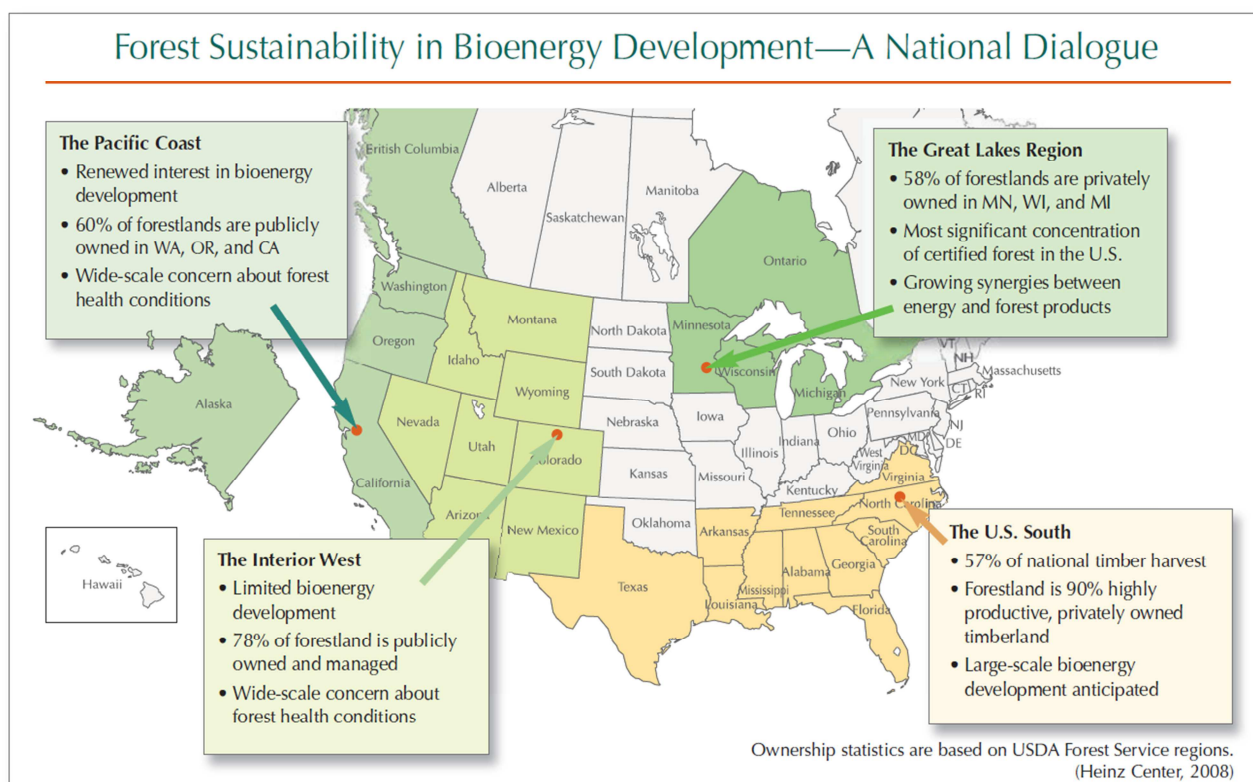 Forest Sustainability in Bioenergy Development—A National Dialogue
The Pacific Coast
• Renewed interest in bioenergy
development
• 60% of forestlands are publicly
owned in WA, OR, and CA
• Wide-scale concern about forest
health conditions
The Great Lakes Region
• 58% of forestlands are privately
owned in MN, WI, and MI
• Most significant concentration
of certified forest in the U.S.
• Growing synergies between
energy and forest products
British Columbia
Alberta
Saskatchewan
Manitoba
Ontario
Washington
Oregon
Idaho
Montana
Wyoming
North Dakota
South Dakota
Minnesota
Wisconsin
Michigan
Alaska
Nevada
Utah
Colorado
California
Arizona
New Mexico
Nebraska
Kansas
Oklahoma
Iowa
Missouri
Illinois
Indiana
Ohio
Kentucky
West
Virginia
Pennsylvania
New York
VT
NH
Massachusetts
CT
RI
NJ
DE
MD
DC
Virginia
North Carolina
Tennessee
South
Carolina
Arkansas
Georgia
Alabama
Mississippi
Louisiana
Texas
Florida
Hawaii
The Interior West
• Limited bioenergy
development
• 78% of forestland is publicly
owned and managed
• Wide-scale concern about
forest health conditions
The U.S. South
• 57% of national timber harvest
• Forestland is 90% highly
productive, privately owned
timberland
• Large-scale bioenergy
development anticipated
Ownership statistics are based on USDA Forest Service regions.
(Heinz Center, 2008)